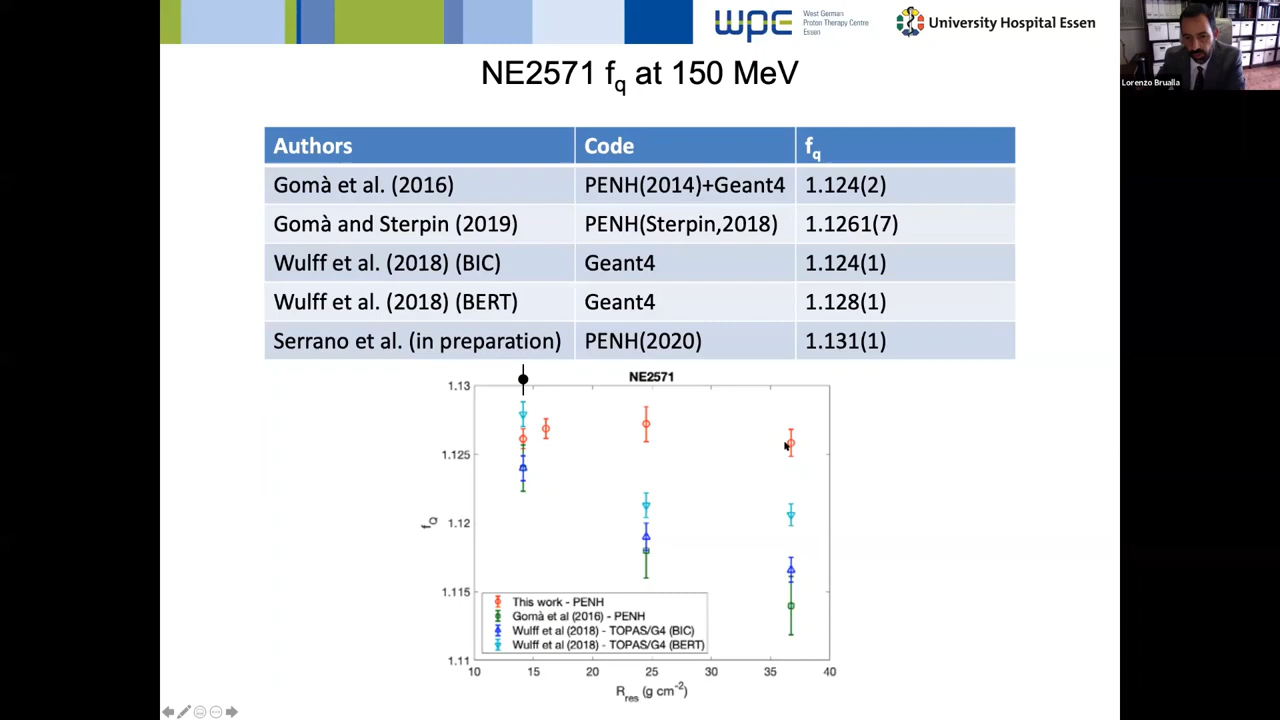 wpe
West German
Proton Therapy Centre
Essen
University Hospital Essen
Lorenzo Brualla
NE2571 fq at 150 MeV
Authors Code fq
Gomà et al. (2016) PENH(2014)+Geant4 1.124(2)
Gomà and Sterpin (2019) PENH(Sterpin,2018) 1.1261(7)
Wulff et al. (2018) (BIC) Geant4 1.124(1)
Wulff et al. (2018) (BERT) Geant4 1.128(1)
Serrano et al. (in preparation) PENH(2020) 1.131(1)
NE2571
1.13
1.125
1.12
1.115
1.11
fQ
This work - PENH
Gomà et al (2016) - PENH
Wulff et al (2018) - TOPAS/G4 (BIC)
Wulff et al (2018) - TOPAS/G4 (BERT)
10 15 20 25 30 35 40
Rres (g cm-2)